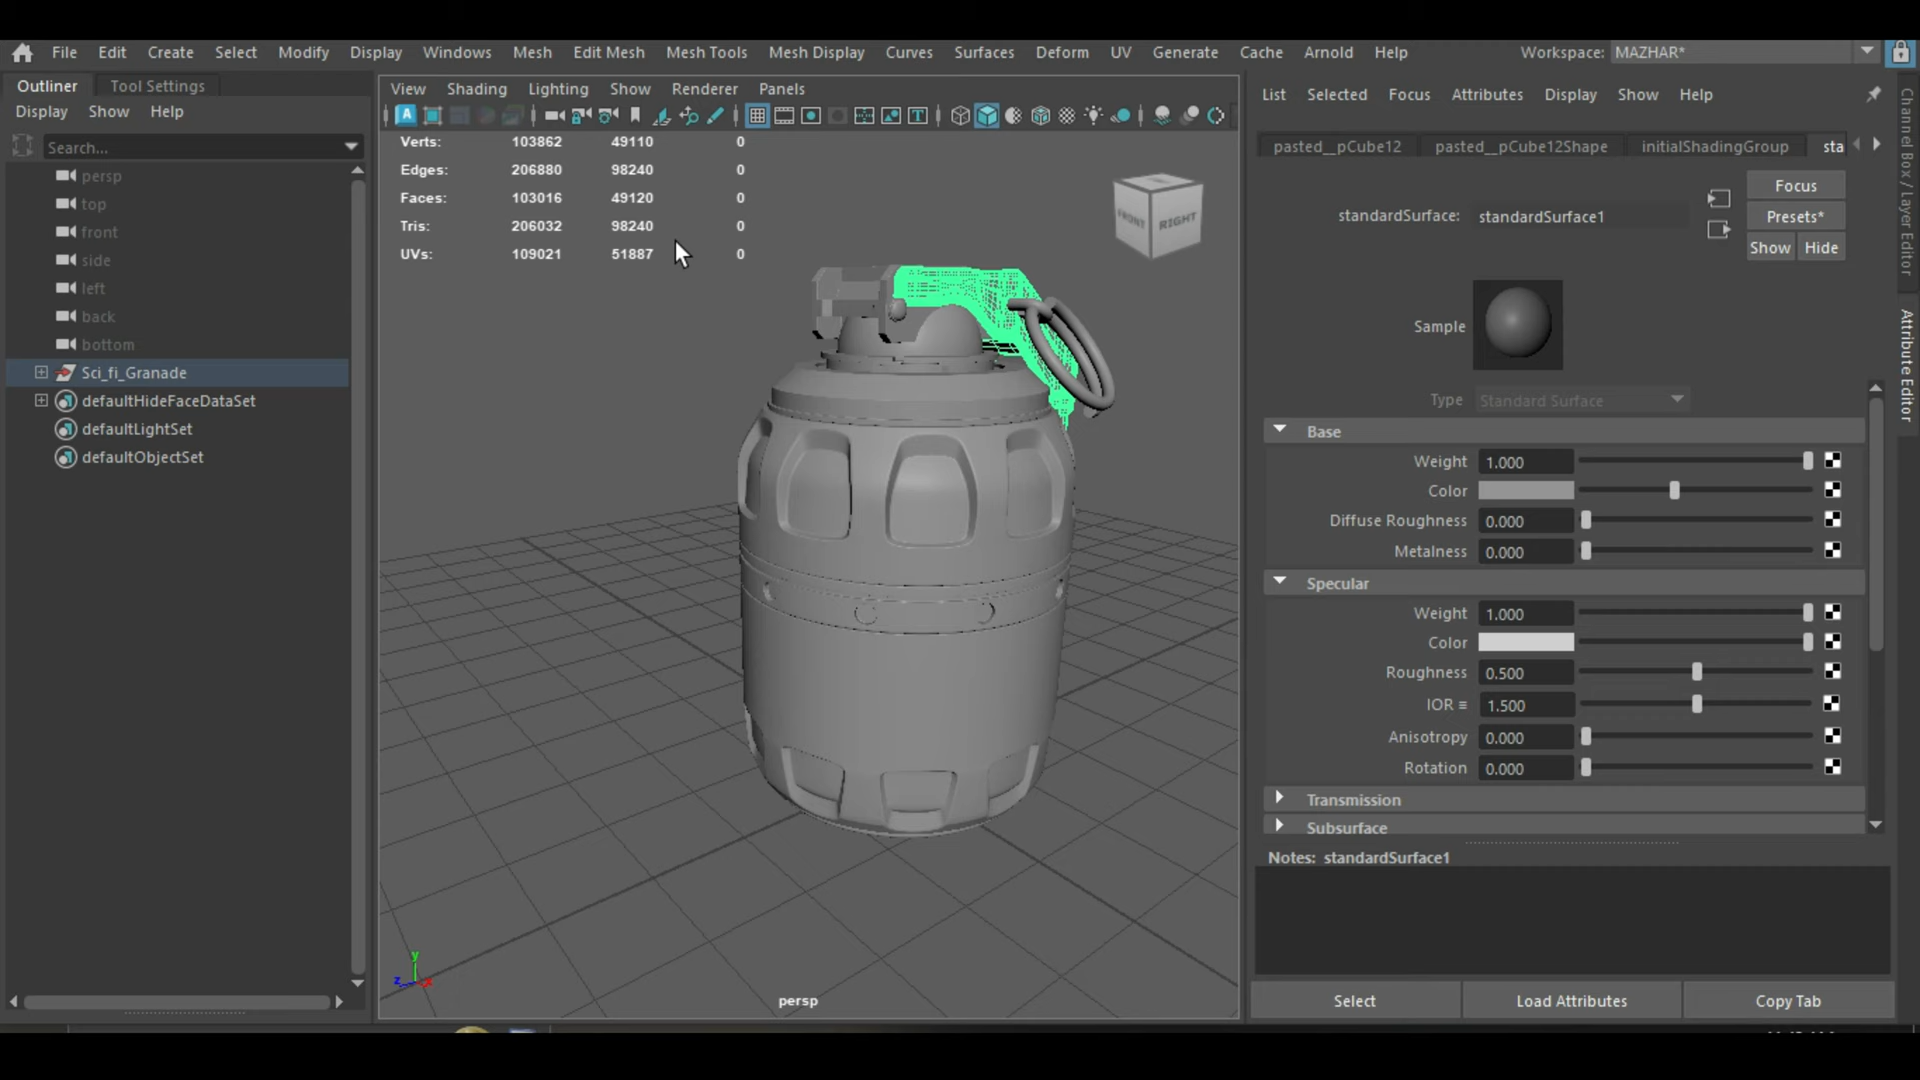 File Edit Create Select Modify Display Windows Mesh Edit Mesh Mesh Tools Mesh Display Curves Surfaces Deform UV Generate Cache Arnold Help Workspace: MAZHAR*
Outliner Tool Settings
Display Show Help
Search...
persp
top
front
side
left
back
bottom
Sci_fi_Granade
defaultHideFaceDataSet
defaultLightSet
defaultObjectSet
View Shading Lighting Show Renderer Panels
Verts: 103862 49110 0
Edges: 206880 98240 0
Faces: 103016 49120 0
Tris: 206032 98240 0
UVs: 109021 51887 0
FRONT RIGHT
y
z x
persp
List Selected Focus Attributes Display Show Help
pasted__pCube12 pasted__pCube12Shape initialShadingGroup sta
Focus
standardSurface: standardSurface1 Presets*
Show Hide
Sample
Type Standard Surface
Base
Weight 1.000
Color
Diffuse Roughness 0.000
Metalness 0.000
Specular
Weight 1.000
Color
Roughness 0.500
IOR ≡ 1.500
Anisotropy 0.000
Rotation 0.000
Transmission
Subsurface
Notes: standardSurface1
Select Load Attributes Copy Tab
Channel Box / Layer Editor
Attribute Editor